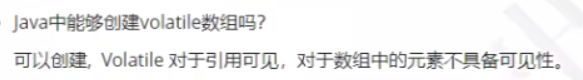 Java中能够创建volatile数组吗?
可以创建, Volatile 对于引用可见，对于数组中的元素不具备可见性。